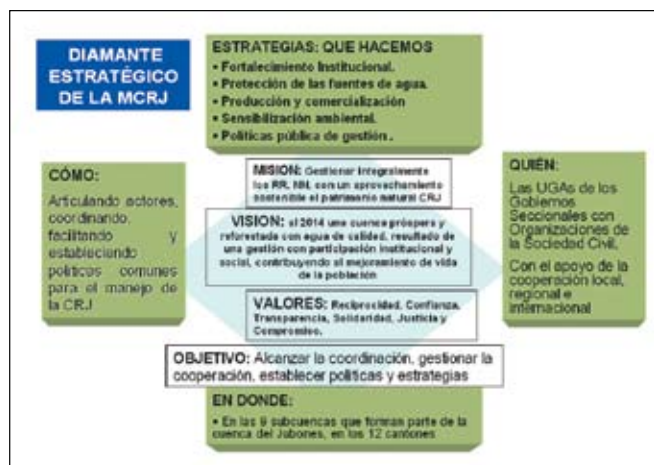 DIAMANTE
ESTRATÉGICO
DE LA MCRJ
ESTRATEGIAS: QUE HACEMOS
• Fortalecimiento Institucional.
• Protección de las fuentes de agua.
• Producción y comercialización
• Sensibilización ambiental.
• Políticas pública de gestión .
CÓMO:
Articulando actores,
coordinando,
facilitando y
estableciendo
políticas comunes
para el manejo de
la CRJ
MISION: Gestionar integralmente
los RR. NN. con un aprovechamiento
sostenible el patrimonio natural CRJ
VISION: al 2014 una cuenca próspera y
reforestada con agua de calidad, resultado
de una gestión con participación institucional y
social, contribuyendo al mejoramiento de vida
de la población
VALORES: Reciprocidad, Confianza,
Transparencia, Solidaridad, Justicia y
Compromiso.
OBJETIVO: Alcanzar la coordinación, gestionar la
cooperación, establecer políticas y estrategias
QUIÉN:
Las UGAs de los
Gobiernos
Seccionales con
Organizaciones de
la Sociedad Civil.
Con el apoyo de la
cooperación local,
regional e
internacional
EN DONDE:
• En las 9 subcuencas que forman parte de la
cuenca del Jubones, en los 12 cantones